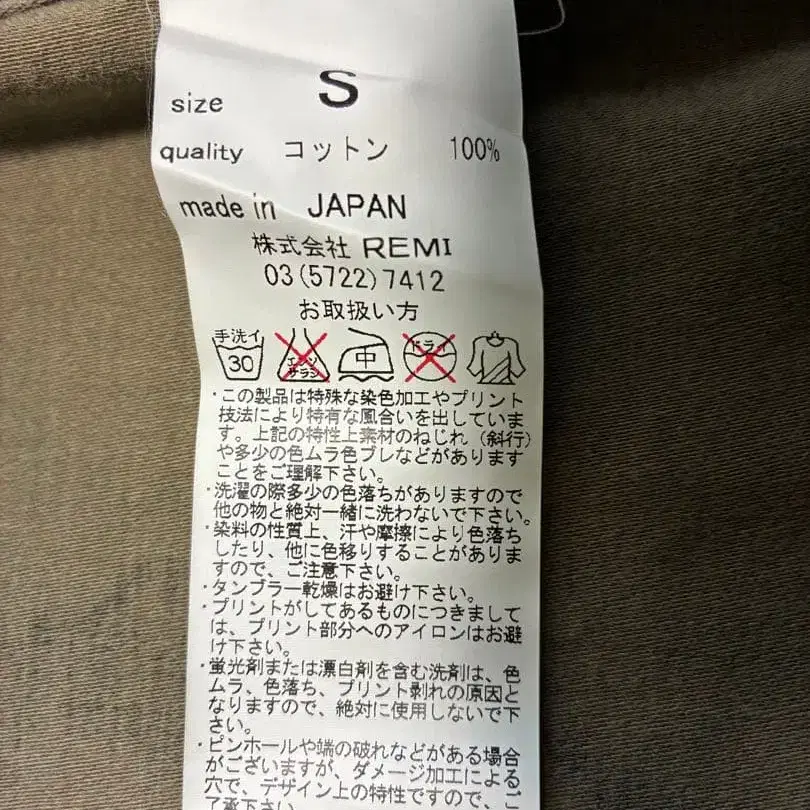 size S
quality コットン 100%
made in JAPAN
株式会社 REMI
03(5722)7412
お取扱い方
手洗イ 30 エンソ サラシ 中 ドライ
・この製品は特殊な染色加工やプリント
技法により特有な風合いを出していま
す。上記の特性上素材のねじれ（斜行）
や多少の色ムラ色ブレなどがあります
ことをご理解下さい。
・洗濯の際多少の色落ちがありますので
他の物と絶対一緒に洗わないで下さい。
・染料の性質上、汗や摩擦により色落ち
したり、他に色移りすることがありま
すので、ご注意下さい。
・タンブラー乾燥はお避け下さい。
・プリントがしてあるものにつきまして
は、プリント部分へのアイロンはお避
け下さい。
・蛍光剤または漂白剤を含む洗剤は、色
ムラ、色落ち、プリント剥れの原因と
なりますので、絶対に使用しないで下
さい。
・ピンホールや端の破れなどがある場合
がございますが、ダメージ加工による
穴で、デザイン上の特性ですので、ご
了承下さい